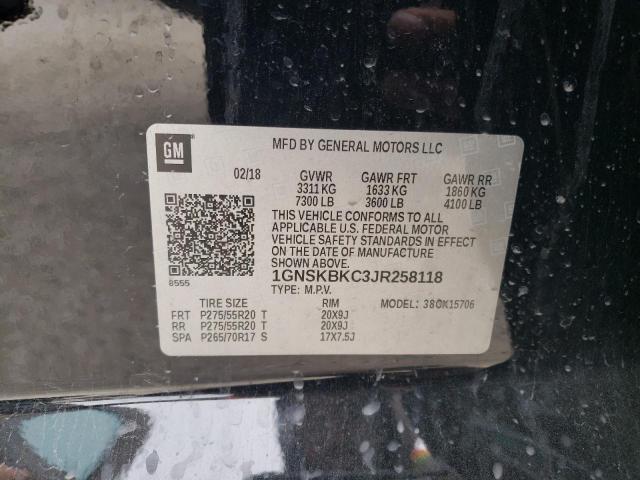 GM
MFD BY GENERAL MOTORS LLC
02/18 GVWR GAWR FRT GAWR RR
3311 KG 1633 KG 1860 KG
7300 LB 3600 LB 4100 LB
THIS VEHICLE CONFORMS TO ALL
APPLICABLE U.S. FEDERAL MOTOR
VEHICLE SAFETY STANDARDS IN EFFECT
ON THE DATE OF MANUFACTURE
SHOWN ABOVE.
8555 1GNSKBKC3JR258118
TYPE: M.P.V.
TIRE SIZE RIM MODEL: 38CK15706
FRT P275/55R20 T 20X9J
RR P275/55R20 T 20X9J
SPA P265/70R17 S 17X7.5J